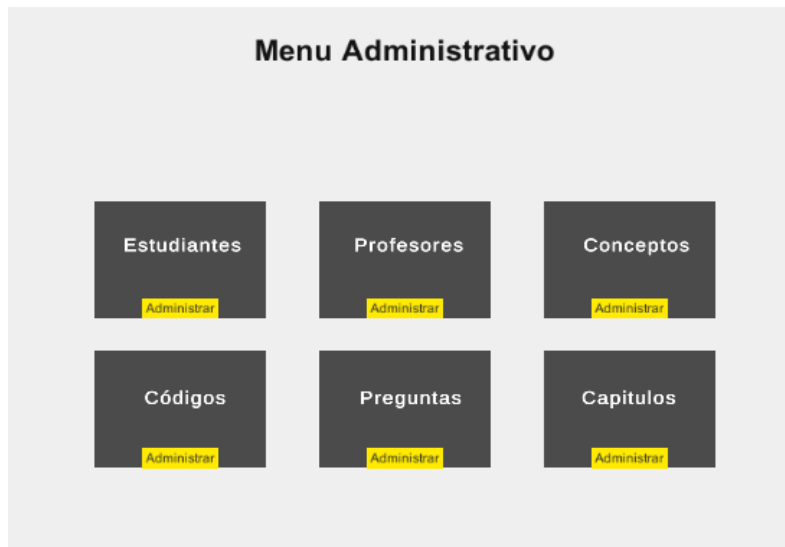 Menu Administrativo
Estudiantes
Administrar
Profesores
Administrar
Conceptos
Administrar
Códigos
Administrar
Preguntas
Administrar
Capitulos
Administrar